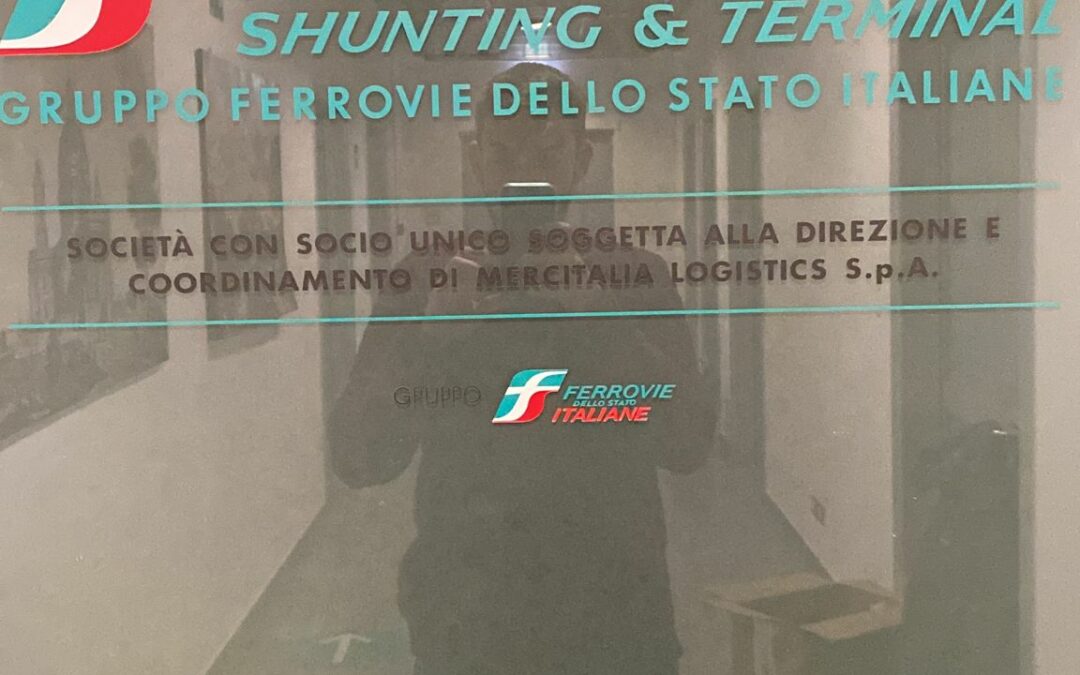 SHUNTING & TERMINAL
GRUPPO FERROVIE DELLO STATO ITALIANE
SOCIETÀ CON SOCIO UNICO SOGGETTA ALLA DIREZIONE E
COORDINAMENTO DI MERCITALIA LOGISTICS S.p.A.
GRUPPO FS FERROVIE
DELLO STATO
ITALIANE